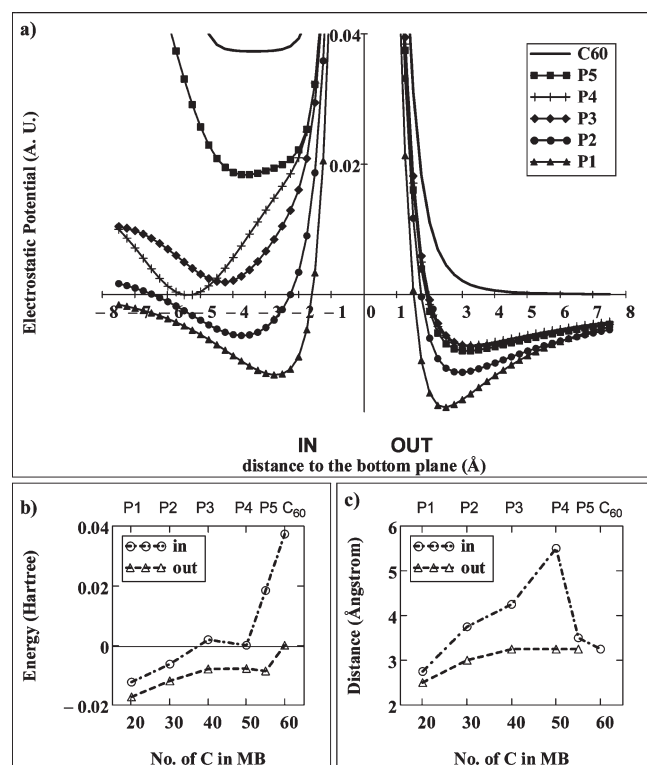 a)
Electrostatic Potential (A. U.)
0.04
0.02
C60
P5
P4
P3
P2
P1
– 8 – 7 – 6 – 5 – 4 – 3 – 2 – 1 0 1 2 3 4 5 6 7 8
IN OUT
distance to the bottom plane (Å)
b)
P1 P2 P3 P4 P5 C60
Energy (Hartree)
0.04
0.02
0
– 0.02
in
out
20 30 40 50 60
No. of C in MB
c)
P1 P2 P3 P4 P5 C60
Distance (Ångstrom)
6
5
4
3
2
in
out
20 30 40 50 60
No. of C in MB